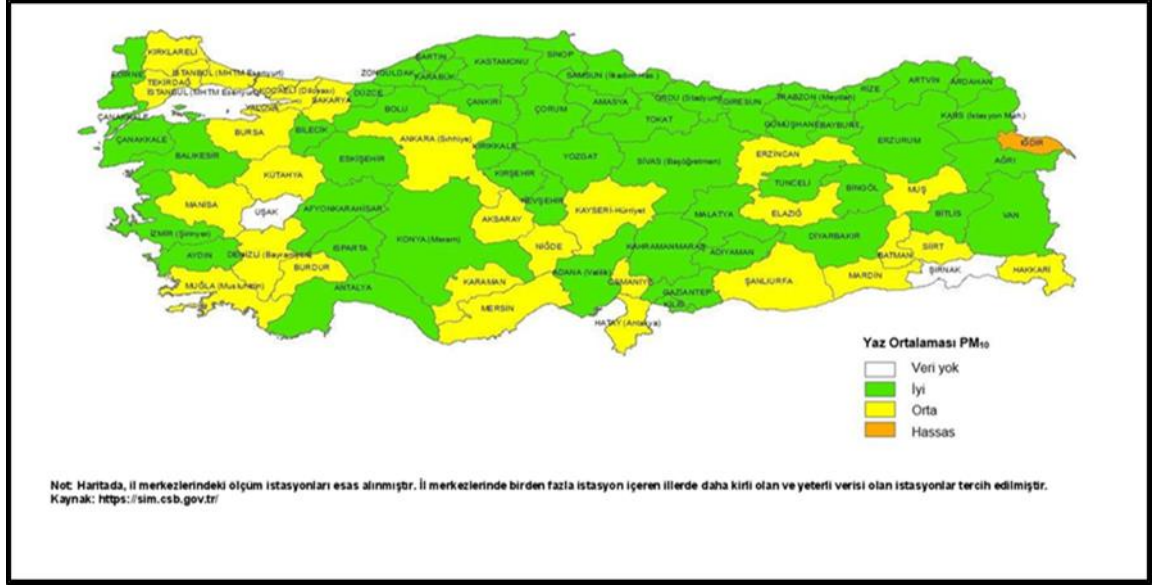 KIRKLARELİ
EDİRNE
İSTANBUL (MHTM Esenyurt)
TEKİRDAĞ
İSTANBUL (MHTM Esenyurt)
KOCAELİ (Dilovası)
YALOVA
SAKARYA
ZONGULDAK
BARTIN
KARABÜK
KASTAMONU
SİNOP
SAMSUN (İlkadım Has.)
DÜZCE
BOLU
ÇANKIRI
ÇORUM
AMASYA
TOKAT
ORDU (Stadyum)
GİRESUN
TRABZON (Meydan)
RİZE
ARTVİN
ARDAHAN
KARS (İstasyon Mah.)
GÜMÜŞHANE
BAYBURT
ERZURUM
IĞDIR
AĞRI
ÇANAKKALE
ÇANAKKALE
BALIKESİR
BURSA
BİLECİK
ESKİŞEHİR
ANKARA (Sıhhiye)
KIRIKKALE
YOZGAT
SİVAS (Başöğretmen)
ERZİNCAN
TUNCELİ
BİNGÖL
MUŞ
KÜTAHYA
KIRŞEHİR
NEVŞEHİR
KAYSERİ-Hürriyet
MALATYA
ELAZIĞ
BİTLİS
VAN
MANİSA
UŞAK
AFYONKARAHİSAR
KONYA (Meram)
AKSARAY
NİĞDE
KAHRAMANMARAŞ
ADIYAMAN
DİYARBAKIR
BATMAN
SİİRT
ŞIRNAK
HAKKARİ
İZMİR (Şirinyer)
AYDIN
DENİZLİ (Bayramyeri)
ISPARTA
BURDUR
MUĞLA (Musluhittin)
ANTALYA
KARAMAN
MERSİN
ADANA (Valilik)
OSMANİYE
GAZİANTEP
KİLİS
ŞANLIURFA
MARDİN
HATAY (Antakya)
Yaz Ortalaması PM₁₀
Veri yok
İyi
Orta
Hassas
Not: Haritada, il merkezlerindeki ölçüm istasyonları esas alınmıştır. İl merkezlerinde birden fazla istasyon içeren illerde daha kirli olan ve yeterli verisi olan istasyonlar tercih edilmiştir.
Kaynak: https://sim.csb.gov.tr/